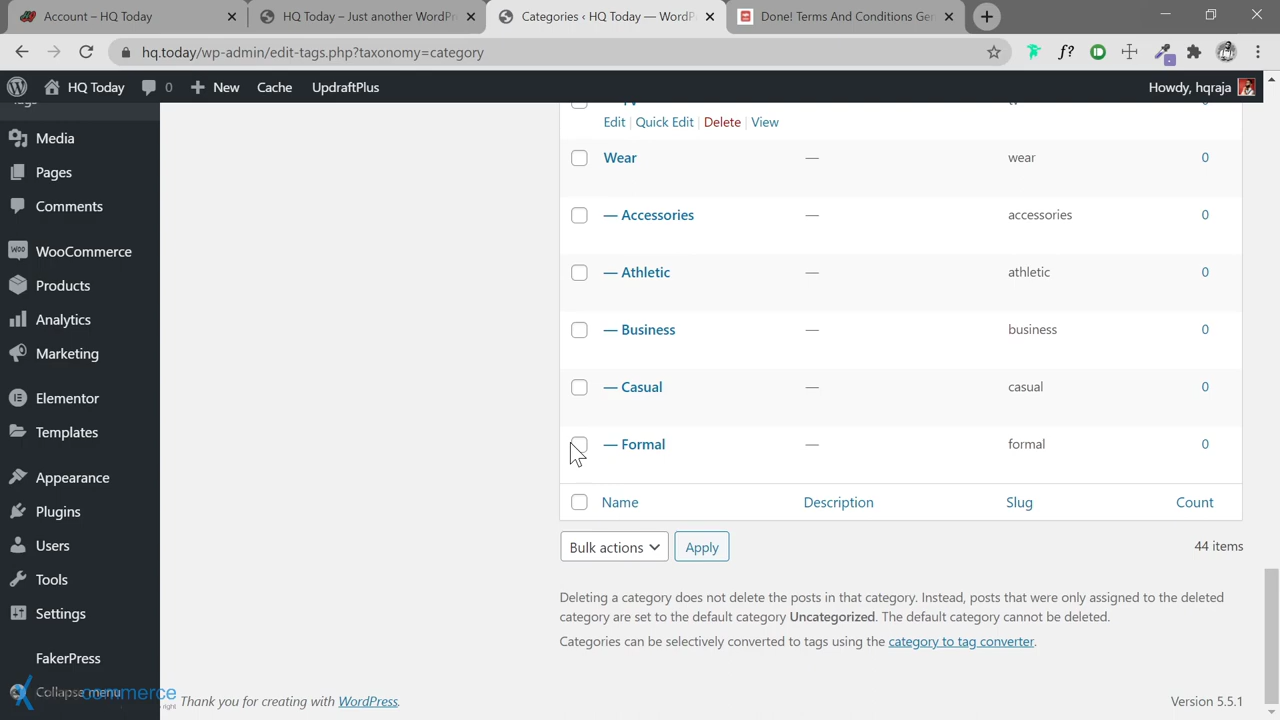 Account - HQ Today
HQ Today – Just another WordPr
Categories ‹ HQ Today — WordP
Done! Terms And Conditions Ge
hq.today/wp-admin/edit-tags.php?taxonomy=category
f?
HQ Today
0
New
Cache
UpdraftPlus
Howdy, hqraja
Media
Pages
Comments
WooCommerce
Products
Analytics
Marketing
Elementor
Templates
Appearance
Plugins
Users
Tools
Settings
FakerPress
Collapse menu
commerce
Edit | Quick Edit | Delete | View
Wear — wear 0
— Accessories — accessories 0
— Athletic — athletic 0
— Business — business 0
— Casual — casual 0
— Formal — formal 0
Name Description Slug Count
Bulk actions Apply 44 items
Deleting a category does not delete the posts in that category. Instead, posts that were only assigned to the deleted
category are set to the default category Uncategorized. The default category cannot be deleted.
Categories can be selectively converted to tags using the category to tag converter.
Thank you for creating with WordPress. Version 5.5.1